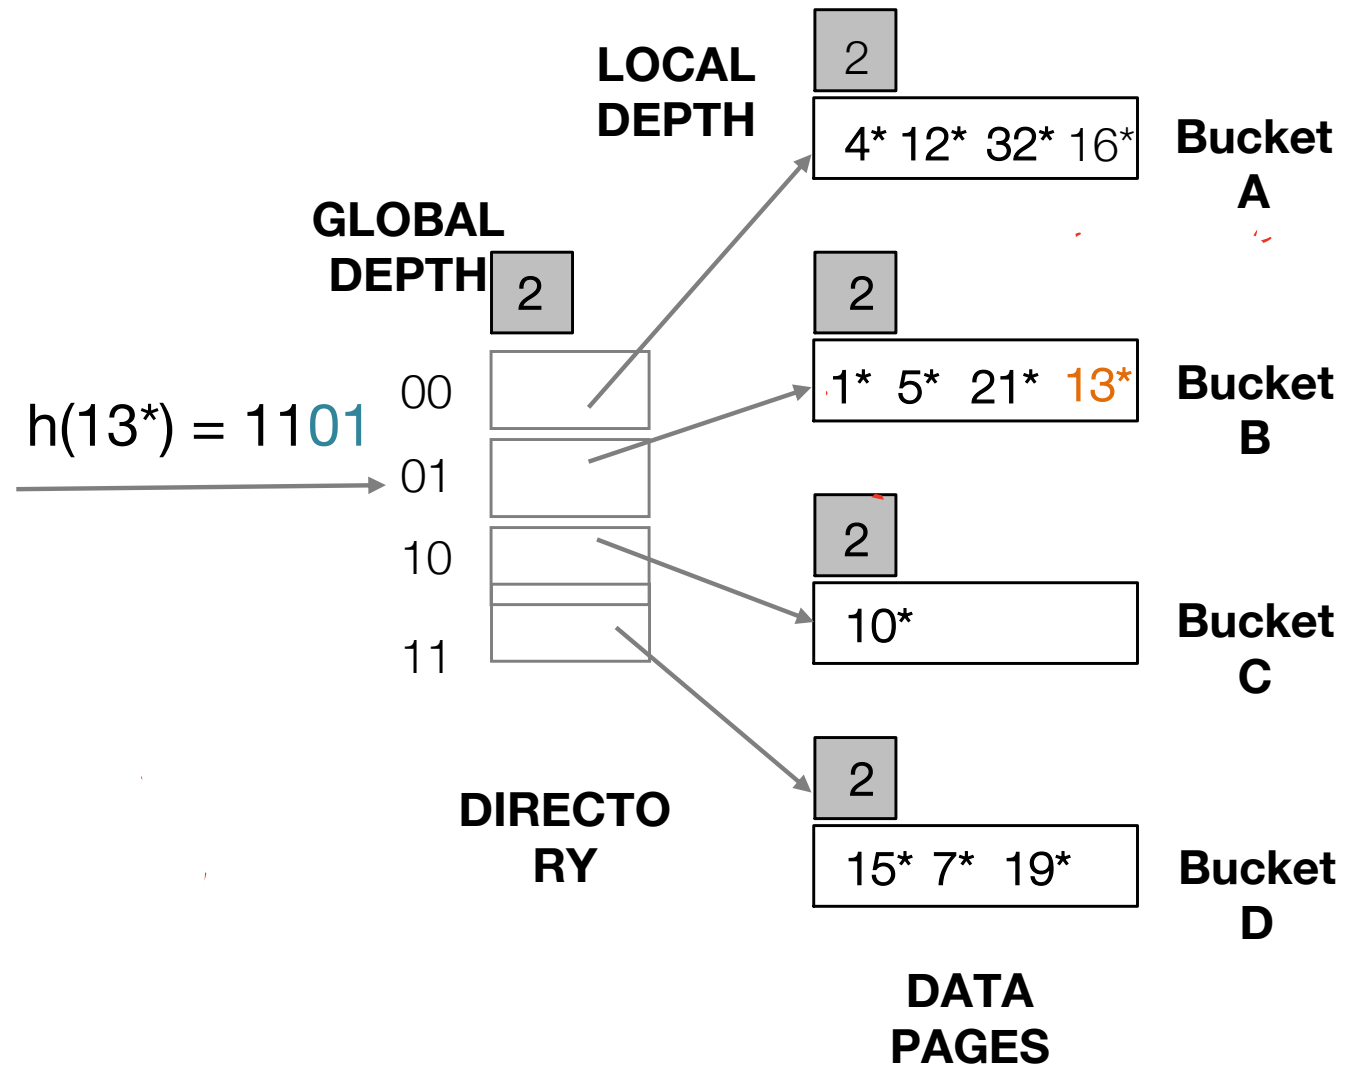 LOCAL
DEPTH
2
4* 12* 32* 16*
Bucket
A
GLOBAL
DEPTH
2
2
1* 5* 21* 13*
Bucket
B
h(13*) = 1101
00
01
10
11
2
10*
Bucket
C
2
15* 7* 19*
Bucket
D
DIRECTO
RY
DATA
PAGES